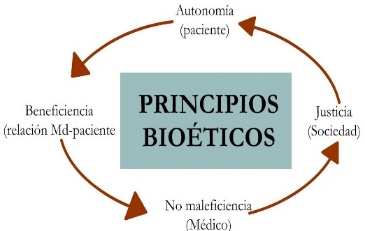 Autonomía
(paciente)
Beneficiencia
(relación Md-paciente
PRINCIPIOS
BIOÉTICOS
Justicia
(Sociedad)
No maleficiencia
(Médico)